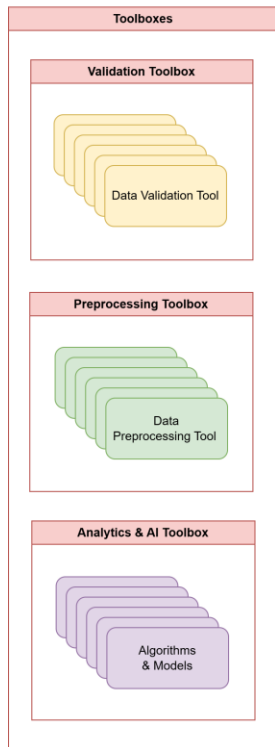 Toolboxes
Validation Toolbox
Data Validation Tool
Preprocessing Toolbox
Data
Preprocessing Tool
Analytics & AI Toolbox
Algorithms
& Models